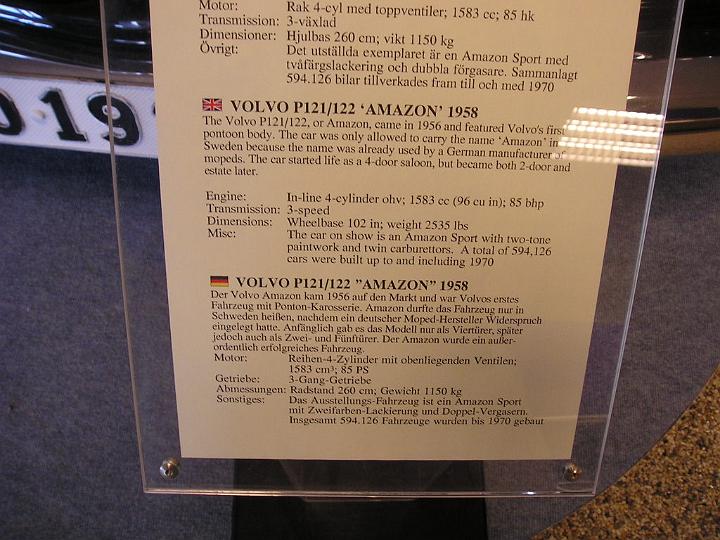 Motor: Rak 4-cyl med toppventiler; 1583 cc; 85 hk
Transmission: 3-växlad
Dimensioner: Hjulbas 260 cm; vikt 1150 kg
Övrigt: Det utställda exemplaret är en Amazon Sport med
tvåfärgslackering och dubbla förgasare. Sammanlagt
594.126 bilar tillverkades fram till och med 1970
VOLVO P121/122 ‘AMAZON’ 1958
The Volvo P121/122, or Amazon, came in 1956 and featured Volvo's first
pontoon body. The car was only allowed to carry the name ‘Amazon’ in
Sweden because the name was already used by a German manufacturer of
mopeds. The car started life as a 4-door saloon, but became both 2-door and
estate later.
Engine: In-line 4-cylinder ohv; 1583 cc (96 cu in); 85 bhp
Transmission: 3-speed
Dimensions: Wheelbase 102 in; weight 2535 lbs
Misc: The car on show is an Amazon Sport with two-tone
paintwork and twin carburettors. A total of 594,126
cars were built up to and including 1970
VOLVO P121/122 ”AMAZON” 1958
Der Volvo Amazon kam 1956 auf den Markt und war Volvos erstes
Fahrzeug mit Ponton-Karosserie. Amazon durfte das Fahrzeug nur in
Schweden heißen, nachdem ein deutscher Moped-Hersteller Widerspruch
eingelegt hatte. Anfänglich gab es das Modell nur als Viertürer, später
jedoch auch als Zwei- und Fünftürer. Der Amazon wurde ein außer-
ordentlich erfolgreiches Fahrzeug.
Motor: Reihen-4-Zylinder mit obenliegenden Ventilen;
1583 cm³; 85 PS
Getriebe: 3-Gang-Getriebe
Abmessungen: Radstand 260 cm; Gewicht 1150 kg
Sonstiges: Das Ausstellungs-Fahrzeug ist ein Amazon Sport
mit Zweifarben-Lackierung und Doppel-Vergasern.
Insgesamt 594.126 Fahrzeuge wurden bis 1970 gebaut